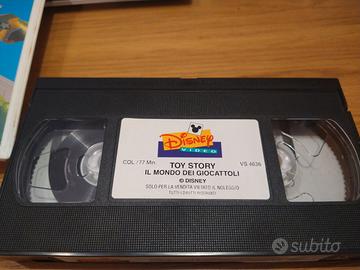 Disney
VIDEO
COL./77 Min.
VS 4636
TOY STORY
IL MONDO DEI GIOCATTOLI
© DISNEY
SOLO PER LA VENDITA VIETATO IL NOLEGGIO
TUTTI I DIRITTI RISERVATI
subito